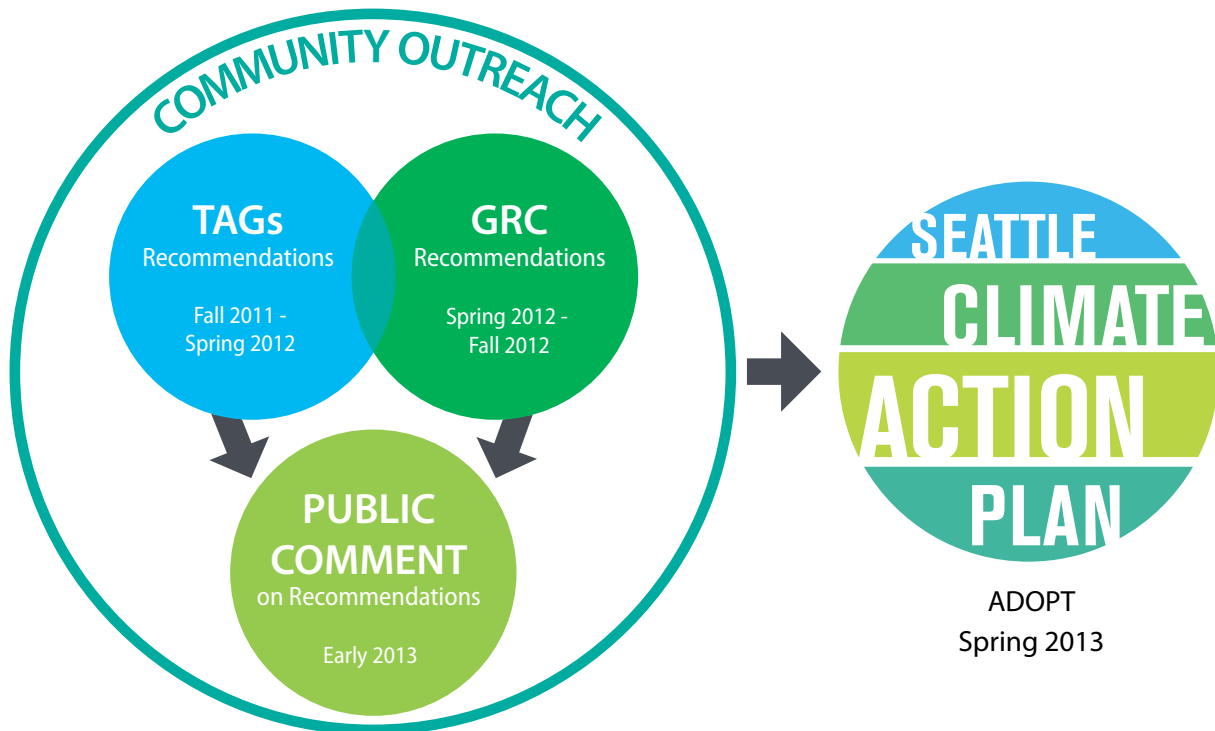 COMMUNITY OUTREACH
TAGs
Recommendations
Fall 2011 -
Spring 2012
GRC
Recommendations
Spring 2012 -
Fall 2012
PUBLIC
COMMENT
on Recommendations
Early 2013
SEATTLE
CLIMATE
ACTION
PLAN
ADOPT
Spring 2013